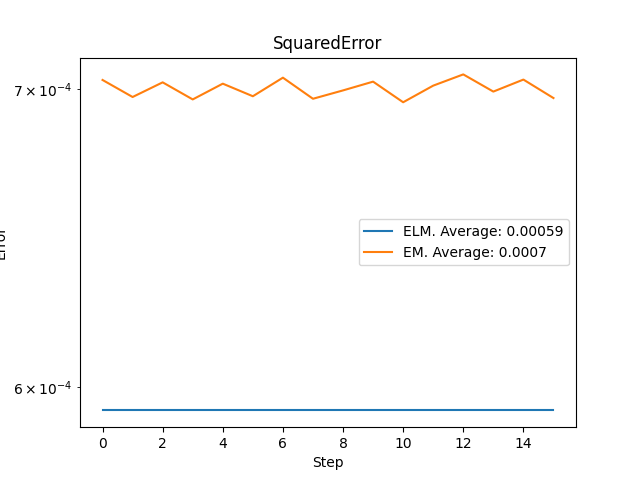 SquaredError
7 × 10⁻⁴
6 × 10⁻⁴
Error
ELM. Average: 0.00059
EM. Average: 0.0007
0 2 4 6 8 10 12 14
Step